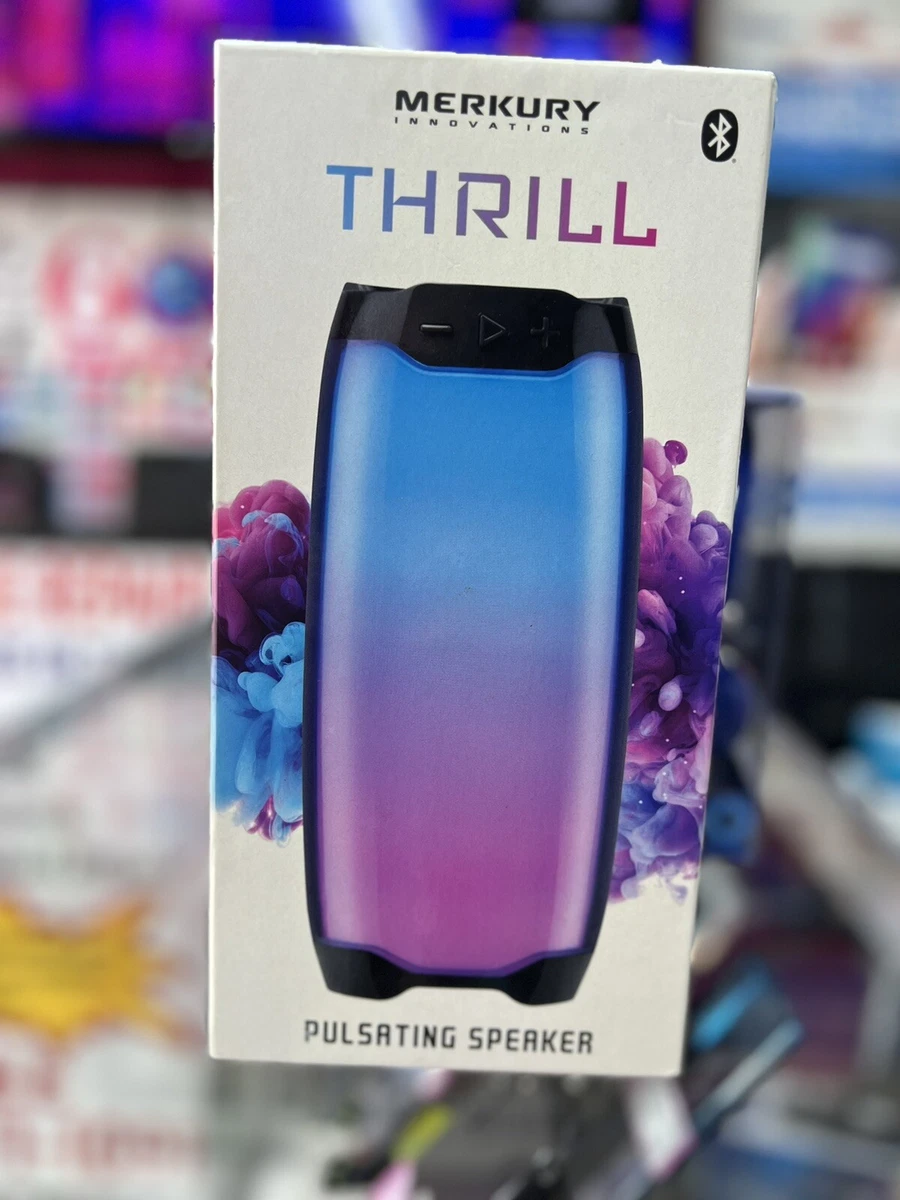 MERKURY
INNOVATIONS
THRILL
PULSATING SPEAKER